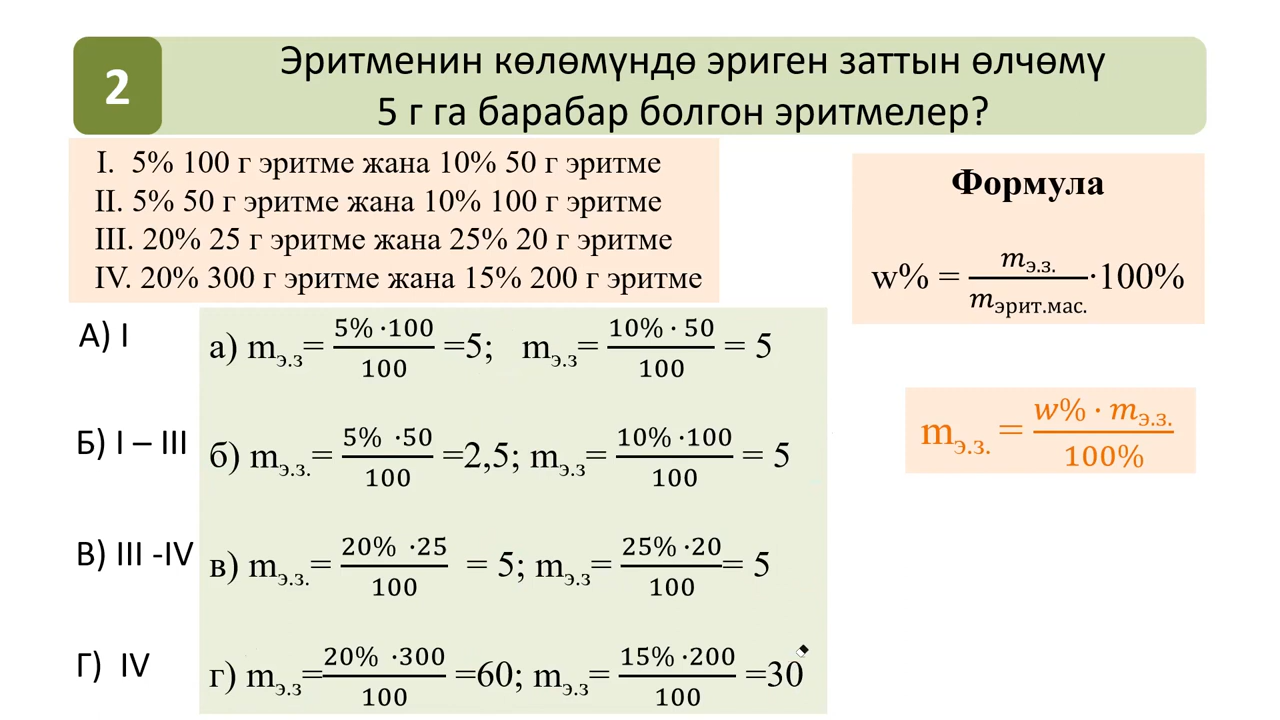 2
Эритменин көлөмүндө эриген заттын өлчөмү
5 г га барабар болгон эритмелер?
I. 5% 100 г эритме жана 10% 50 г эритме
II. 5% 50 г эритме жана 10% 100 г эритме
III. 20% 25 г эритме жана 25% 20 г эритме
IV. 20% 300 г эритме жана 15% 200 г эритме
Формула
w% = mэ.з./mэрит.мас. ·100%
mэ.з. = w% · mэ.з./100%
А) I
а) mэ.з= 5% ·100/100 =5; mэ.з= 10% · 50/100 = 5
Б) I – III
б) mэ.з.= 5% ·50/100 =2,5; mэ.з= 10% ·100/100 = 5
В) III -IV
в) mэ.з.= 20% ·25/100 = 5; mэ.з= 25% ·20/100 = 5
Г) IV
г) mэ.з= 20% ·300/100 =60; mэ.з= 15% ·200/100 =30